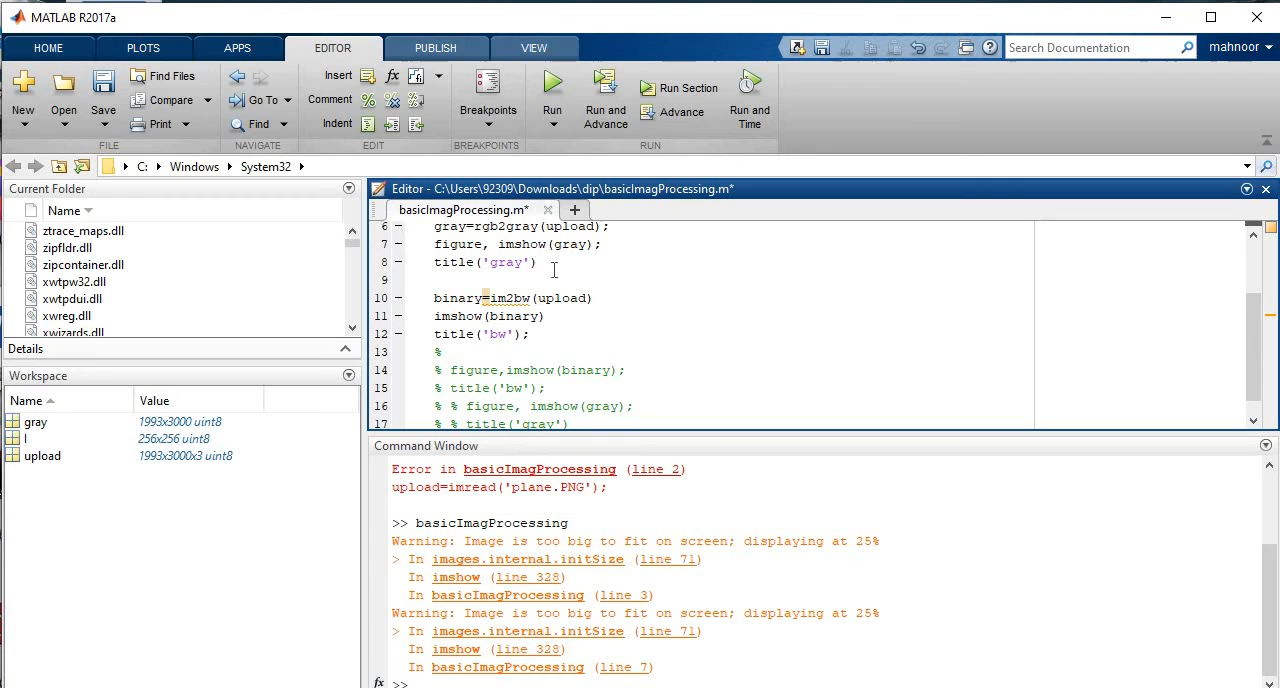 MATLAB R2017a
HOME PLOTS APPS EDITOR PUBLISH VIEW Search Documentation mahnoor
New Open Save Find Files Compare Print
Go To Find
Insert fx
Comment
Indent
Breakpoints Run Run and Advance Run Section Advance Run and Time
FILE NAVIGATE EDIT BREAKPOINTS RUN
C: Windows System32
Current Folder
Name
ztrace_maps.dll
zipfldr.dll
zipcontainer.dll
xwtpw32.dll
xwtpdui.dll
xwreg.dll
xwizards.dll
Details
Workspace
Name Value
gray 1993x3000 uint8
I 256x256 uint8
upload 1993x3000x3 uint8
Editor - C:\Users\92309\Downloads\dip\basicImagProcessing.m*
basicImagProcessing.m*
6 gray=rgb2gray(upload);
7 figure, imshow(gray);
8 title('gray')
9
10 binary=im2bw(upload)
11 imshow(binary)
12 title('bw');
13 %
14 % figure,imshow(binary);
15 % title('bw');
16 % % figure, imshow(gray);
17 % % title('gray')
Command Window
Error in basicImagProcessing (line 2)
upload=imread('plane.PNG');
>> basicImagProcessing
Warning: Image is too big to fit on screen; displaying at 25%
> In images.internal.initSize (line 71)
In imshow (line 328)
In basicImagProcessing (line 3)
Warning: Image is too big to fit on screen; displaying at 25%
> In images.internal.initSize (line 71)
In imshow (line 328)
In basicImagProcessing (line 7)
fx >>